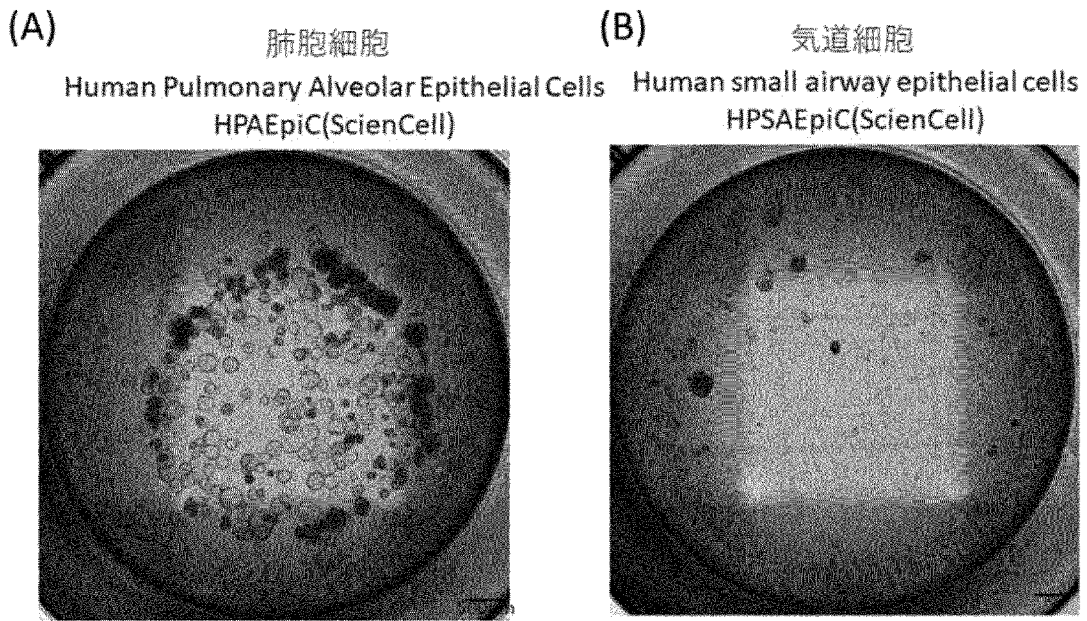 (A)
肺胞細胞
Human Pulmonary Alveolar Epithelial Cells
HPAEpiC(ScienCell)
(B)
気道細胞
Human small airway epithelial cells
HPSAEpiC(ScienCell)